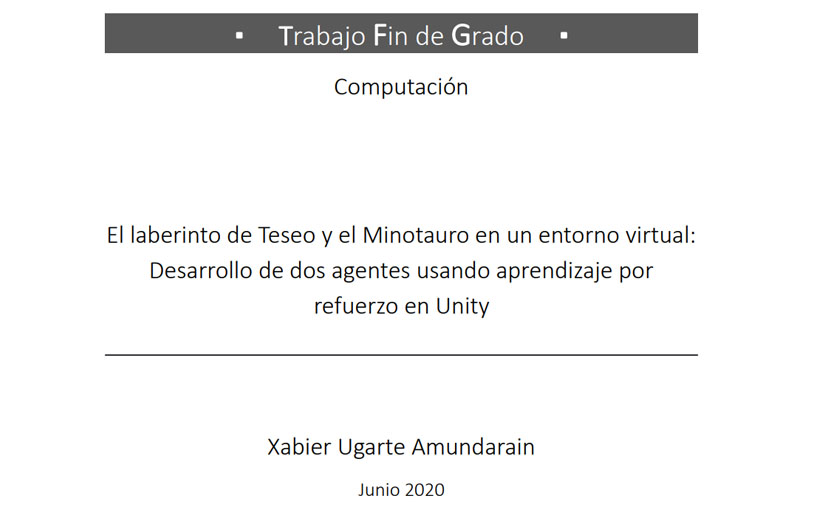 ▪ Trabajo Fin de Grado ▪
Computación
El laberinto de Teseo y el Minotauro en un entorno virtual:
Desarrollo de dos agentes usando aprendizaje por
refuerzo en Unity
Xabier Ugarte Amundarain
Junio 2020